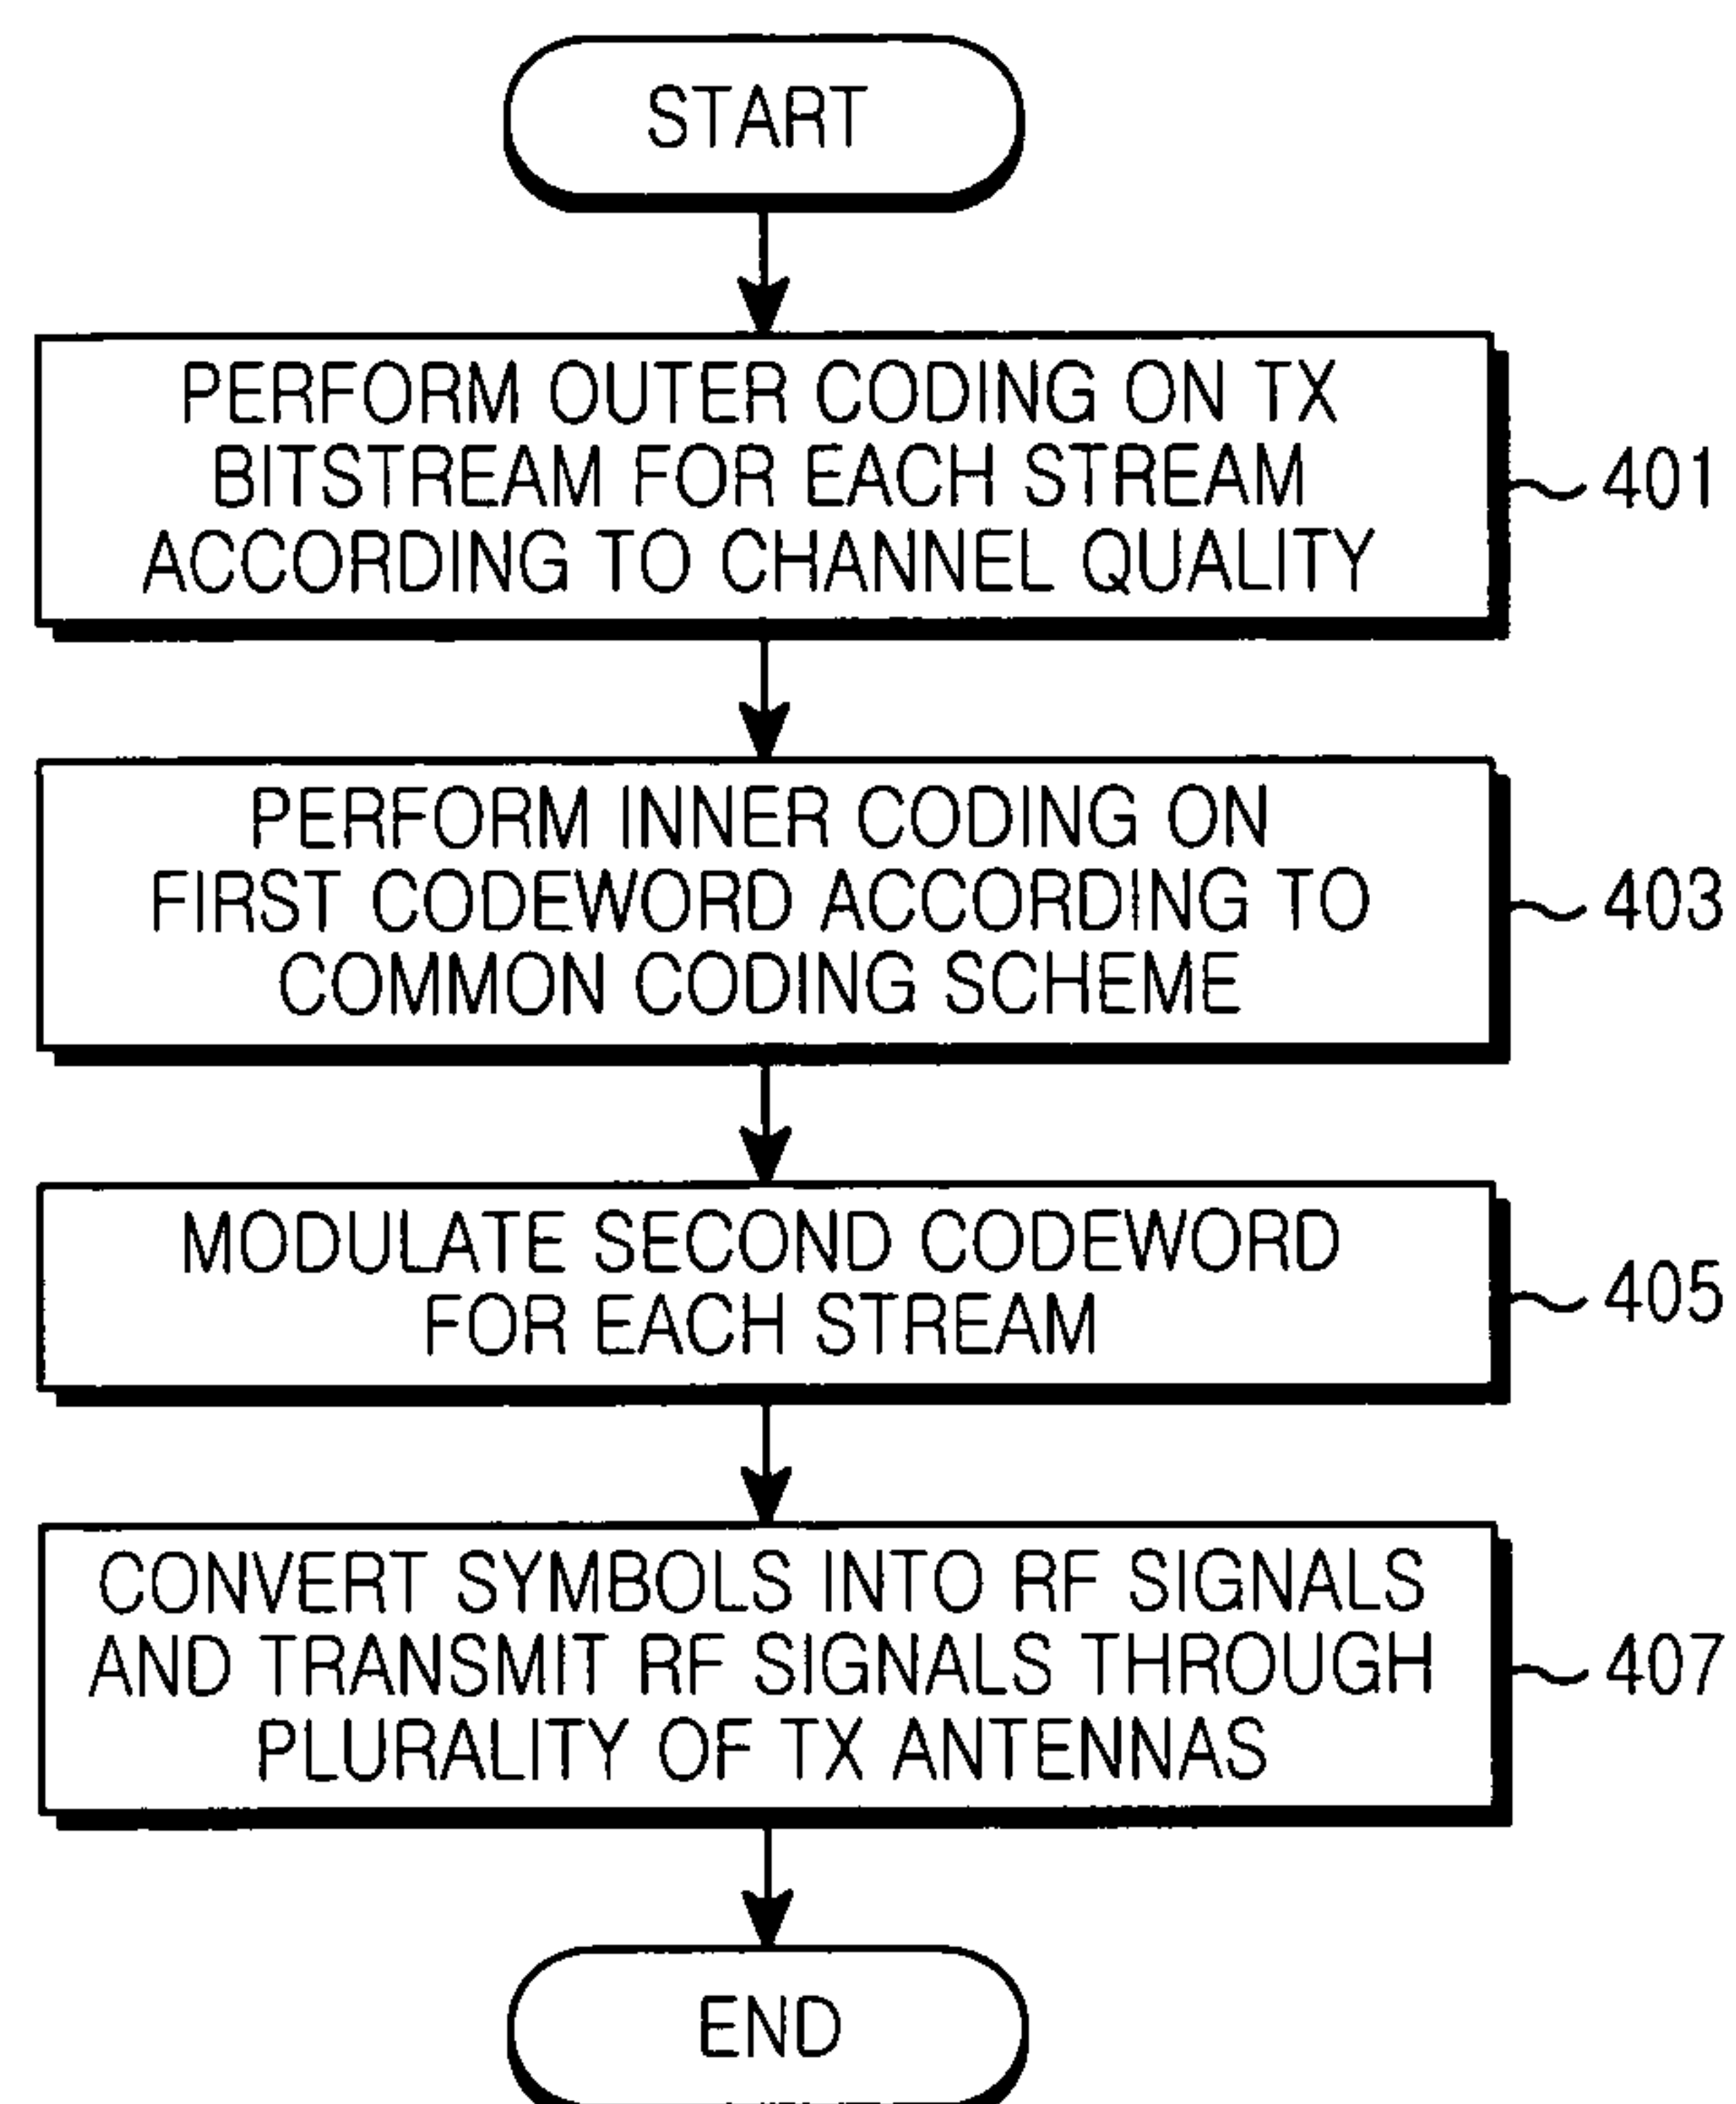 START
PERFORM OUTER CODING ON TX
BITSTREAM FOR EACH STREAM
ACCORDING TO CHANNEL QUALITY
401
PERFORM INNER CODING ON
FIRST CODEWORD ACCORDING TO
COMMON CODING SCHEME
403
MODULATE SECOND CODEWORD
FOR EACH STREAM
405
CONVERT SYMBOLS INTO RF SIGNALS
AND TRANSMIT RF SIGNALS THROUGH
PLURALITY OF TX ANTENNAS
407
END